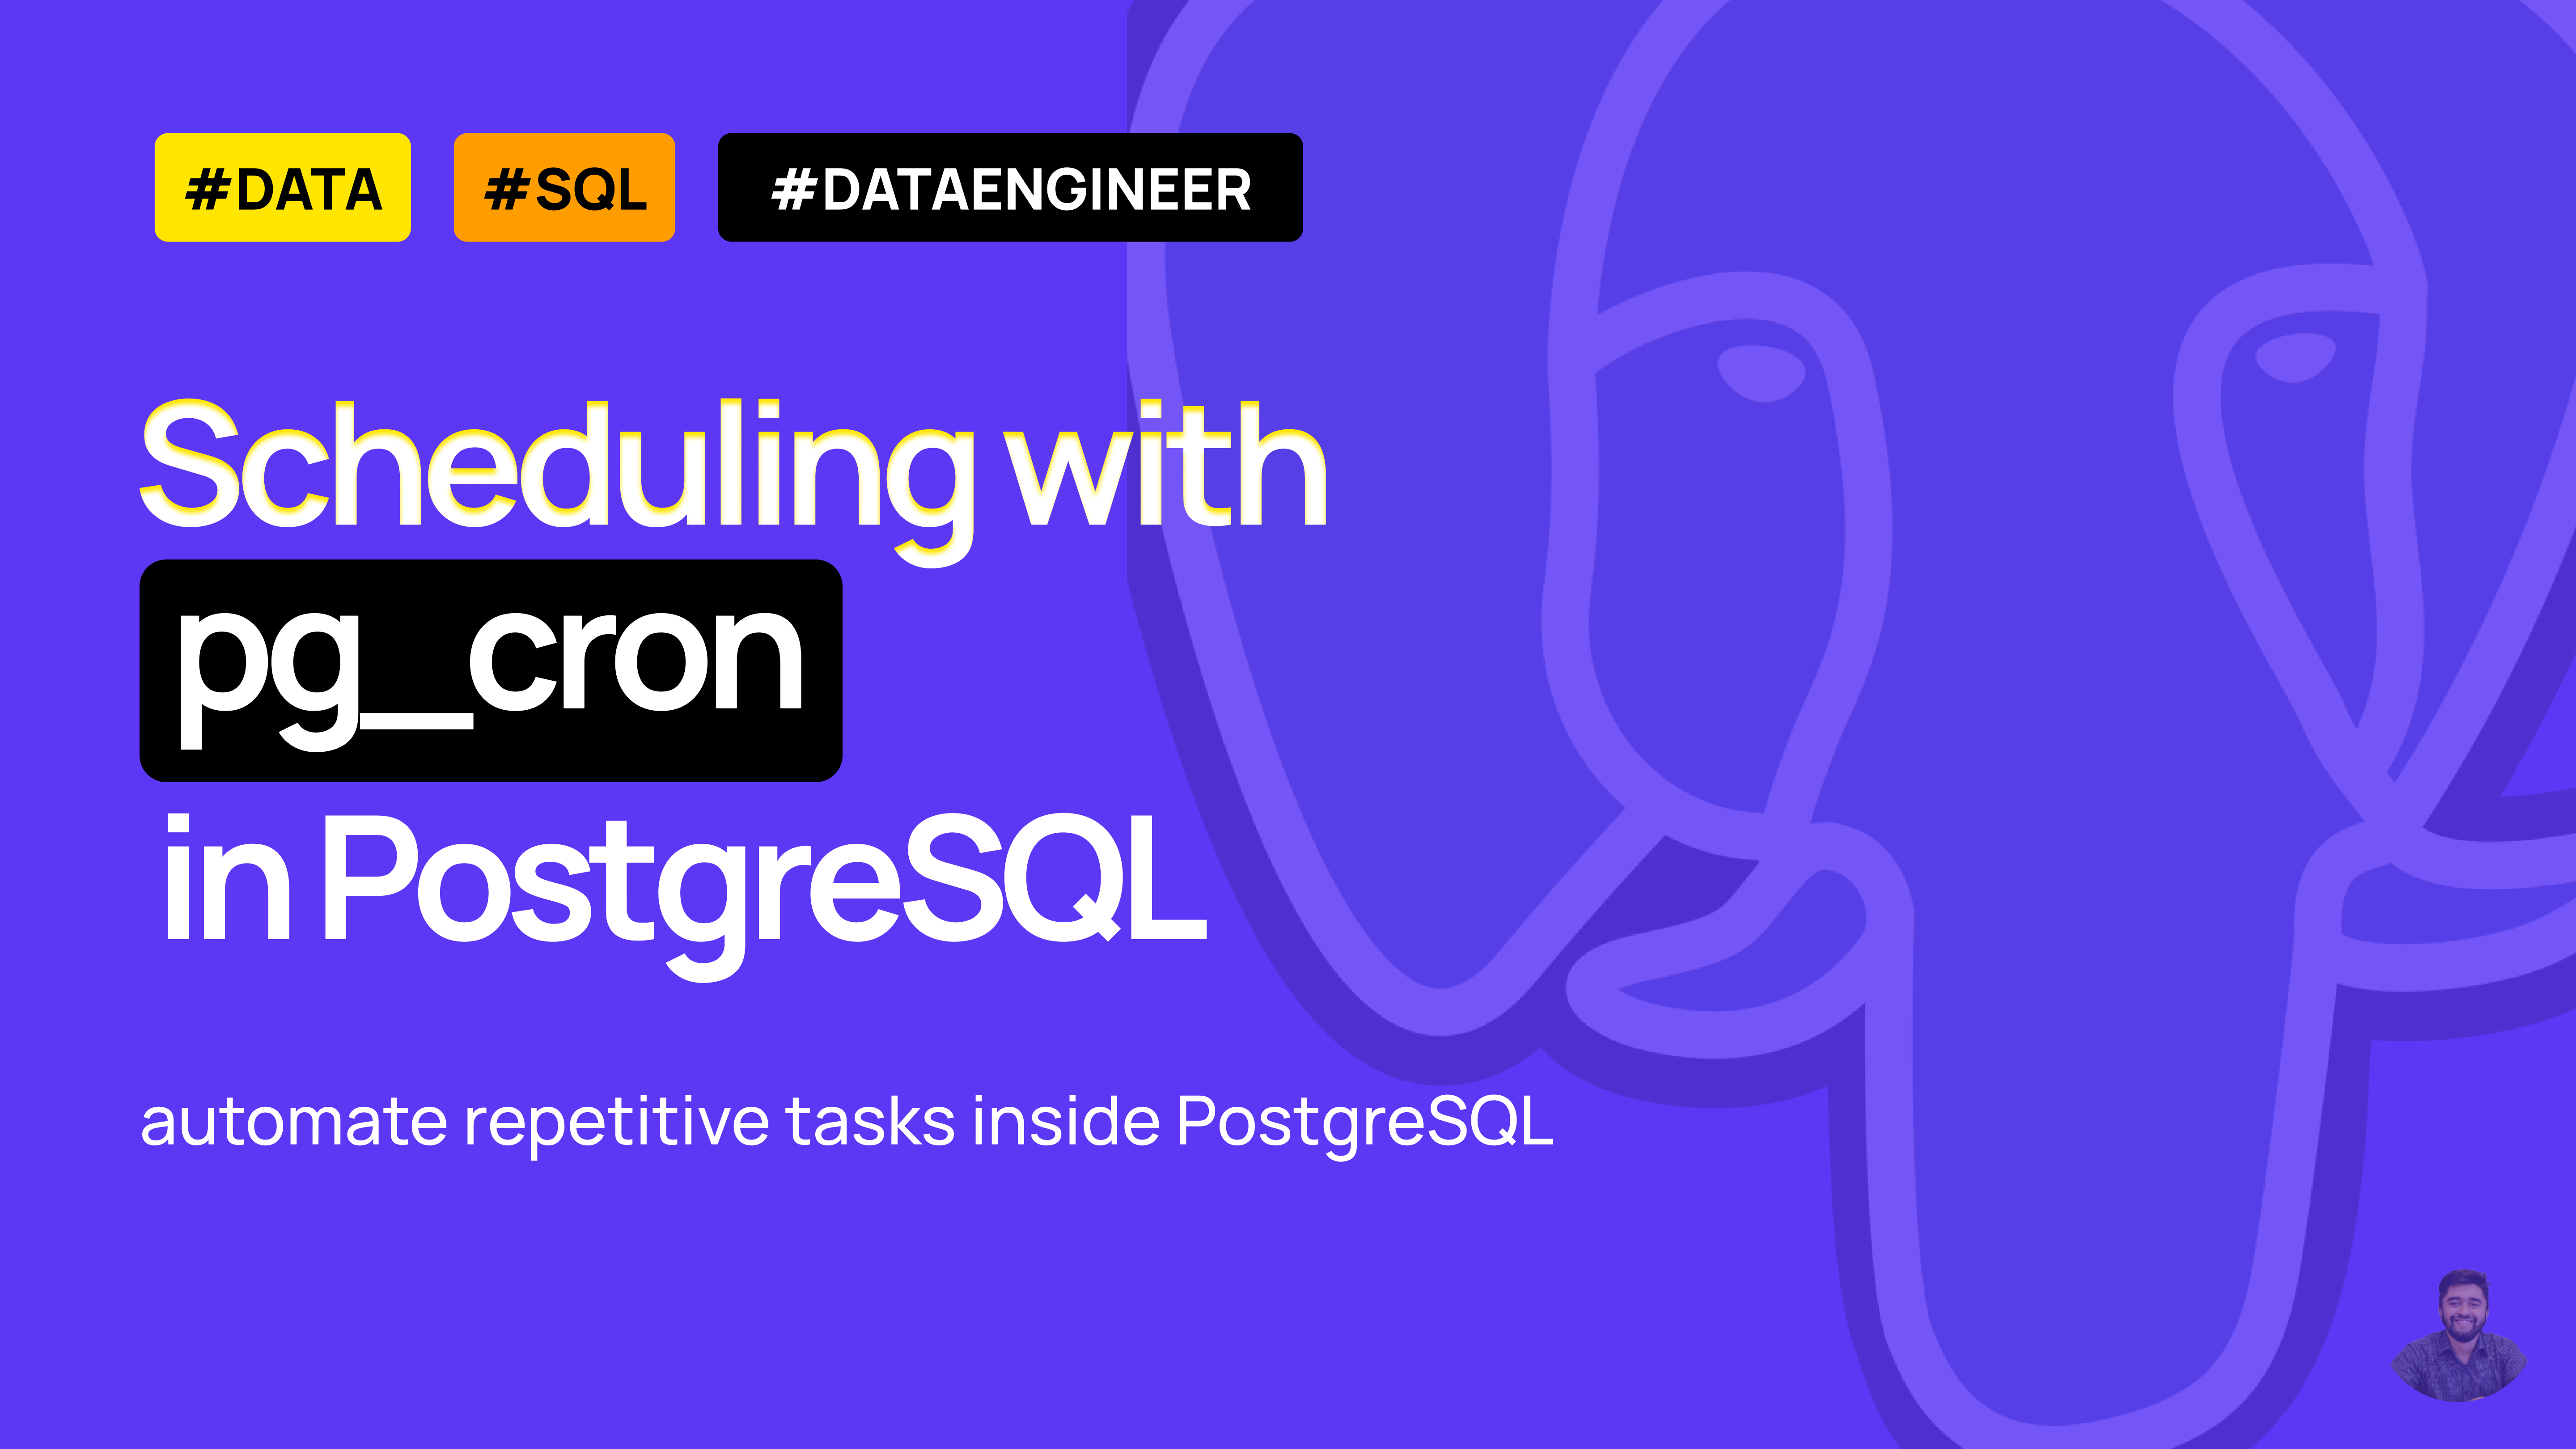 #DATA #SQL #DATAENGINEER
Scheduling with
pg_cron
in PostgreSQL
automate repetitive tasks inside PostgreSQL